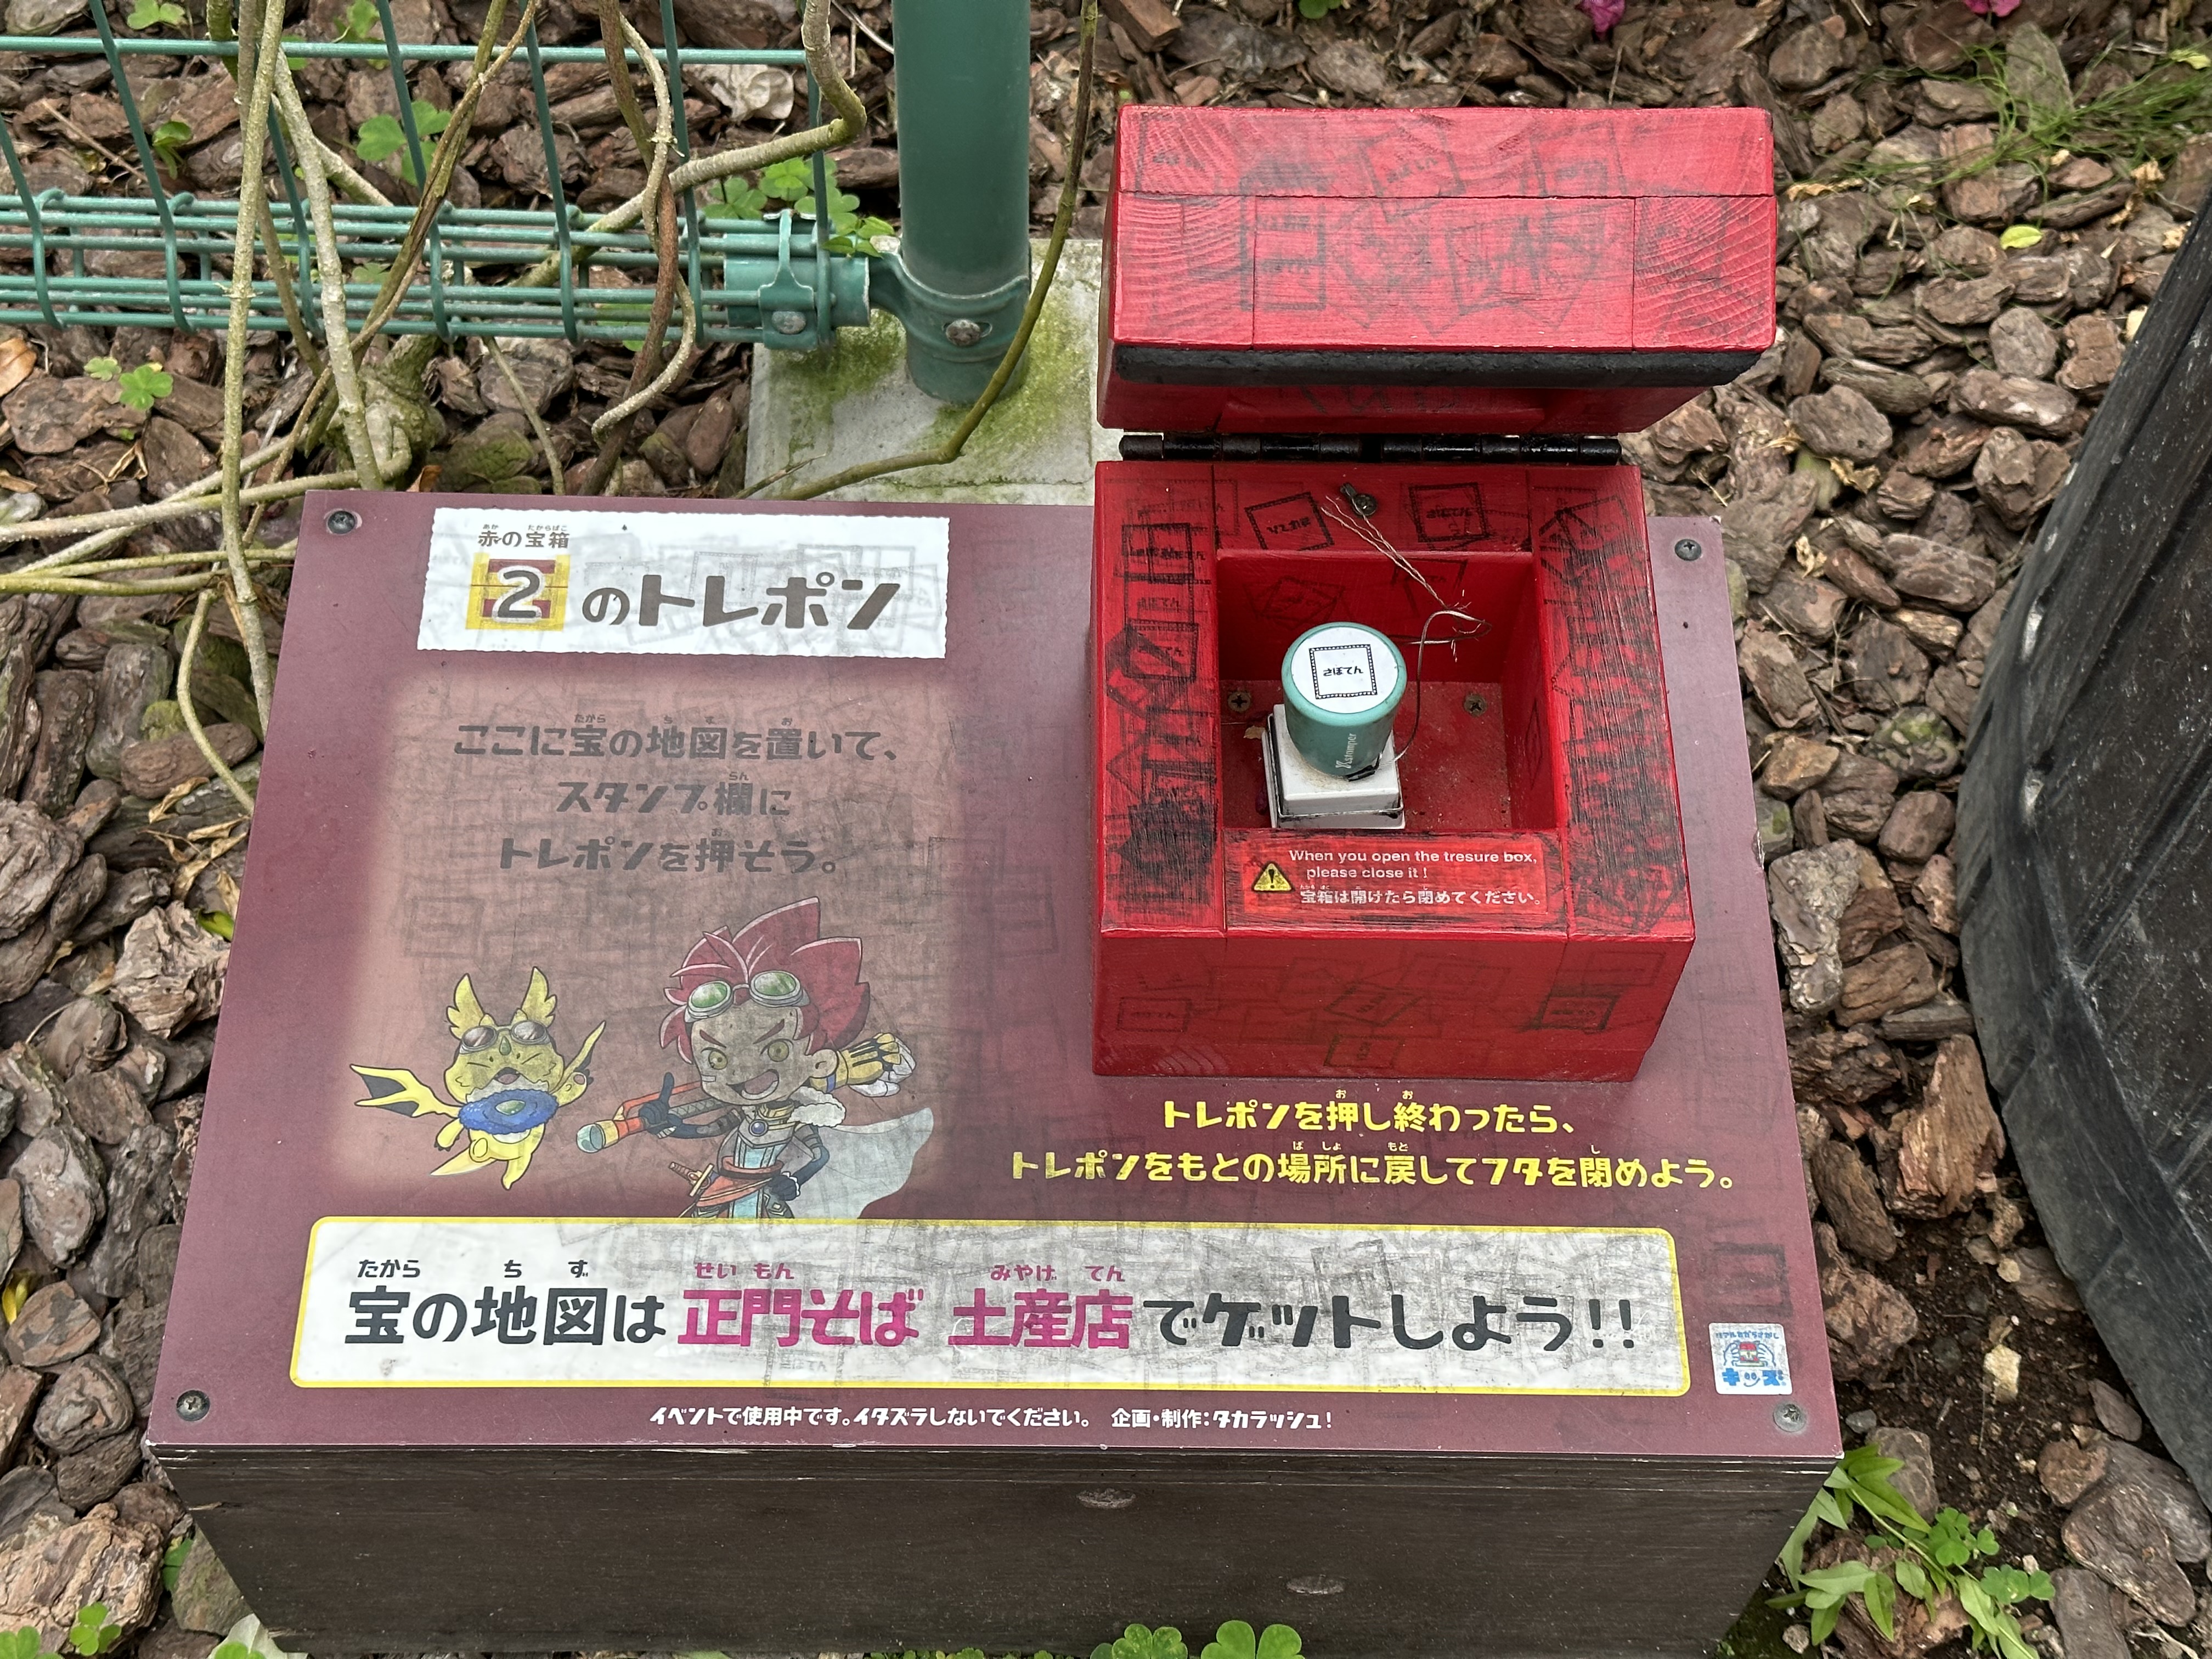 赤の宝箱
2のトレポン
ここに宝の地図を置いて、
スタンプ欄に
トレポンを押そう。
さぼてん
Xstamper
When you open the tresure box,
please close it !
宝箱は開けたら閉めてください。
トレポンを押し終わったら、
トレポンをもとの場所に戻してフタを閉めよう。
宝の地図は正門そば 土産店でゲットしよう!!
キッズ
イベントで使用中です。イタズラしないでください。 企画・制作:タカラッシュ!